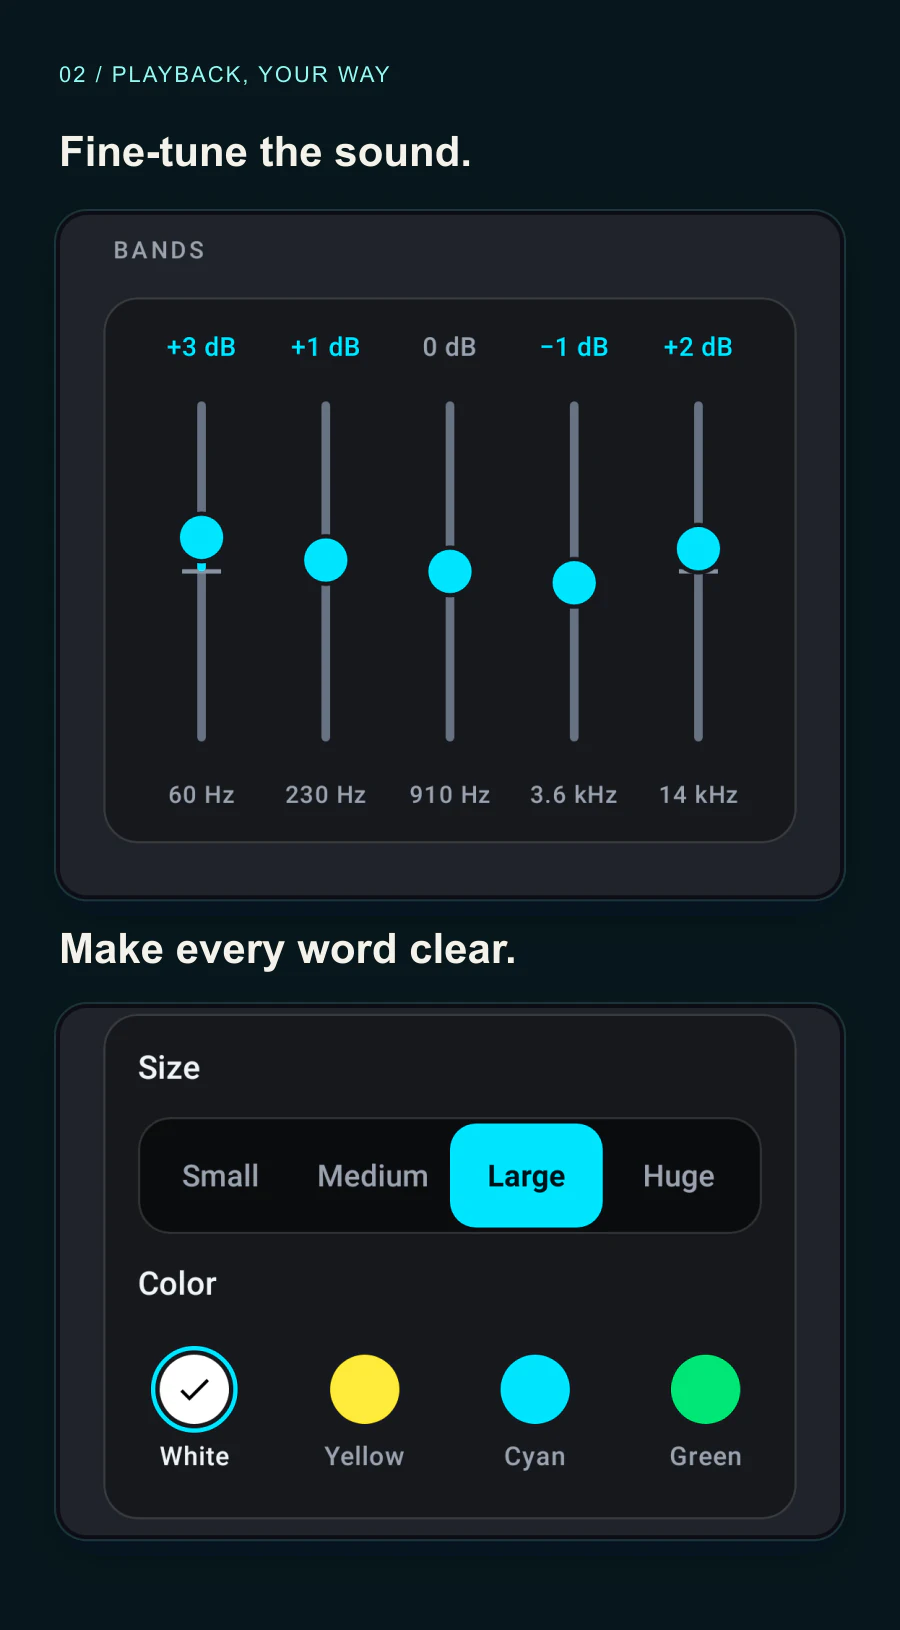 02 / PLAYBACK, YOUR WAY
Fine-tune the sound.
BANDS
+3 dB +1 dB 0 dB −1 dB +2 dB
60 Hz 230 Hz 910 Hz 3.6 kHz 14 kHz
Make every word clear.
Size
Small Medium Large Huge
Color
White Yellow Cyan Green